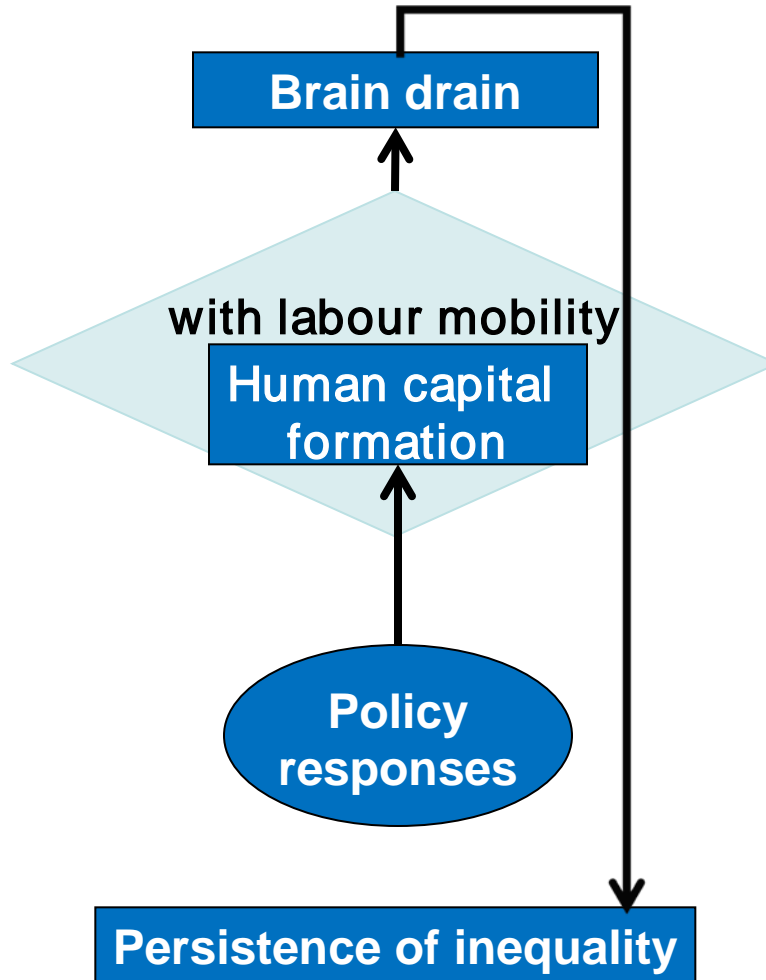 Brain drain
with labour mobility
Human capital
formation
Policy
responses
Persistence of inequality